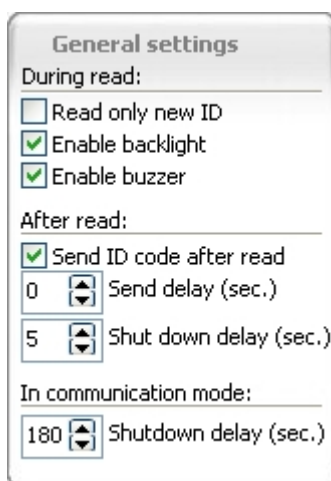 General settings
During read:
Read only new ID
Enable backlight
Enable buzzer
After read:
Send ID code after read
0 Send delay (sec.)
5 Shut down delay (sec.)
In communication mode:
180 Shutdown delay (sec.)